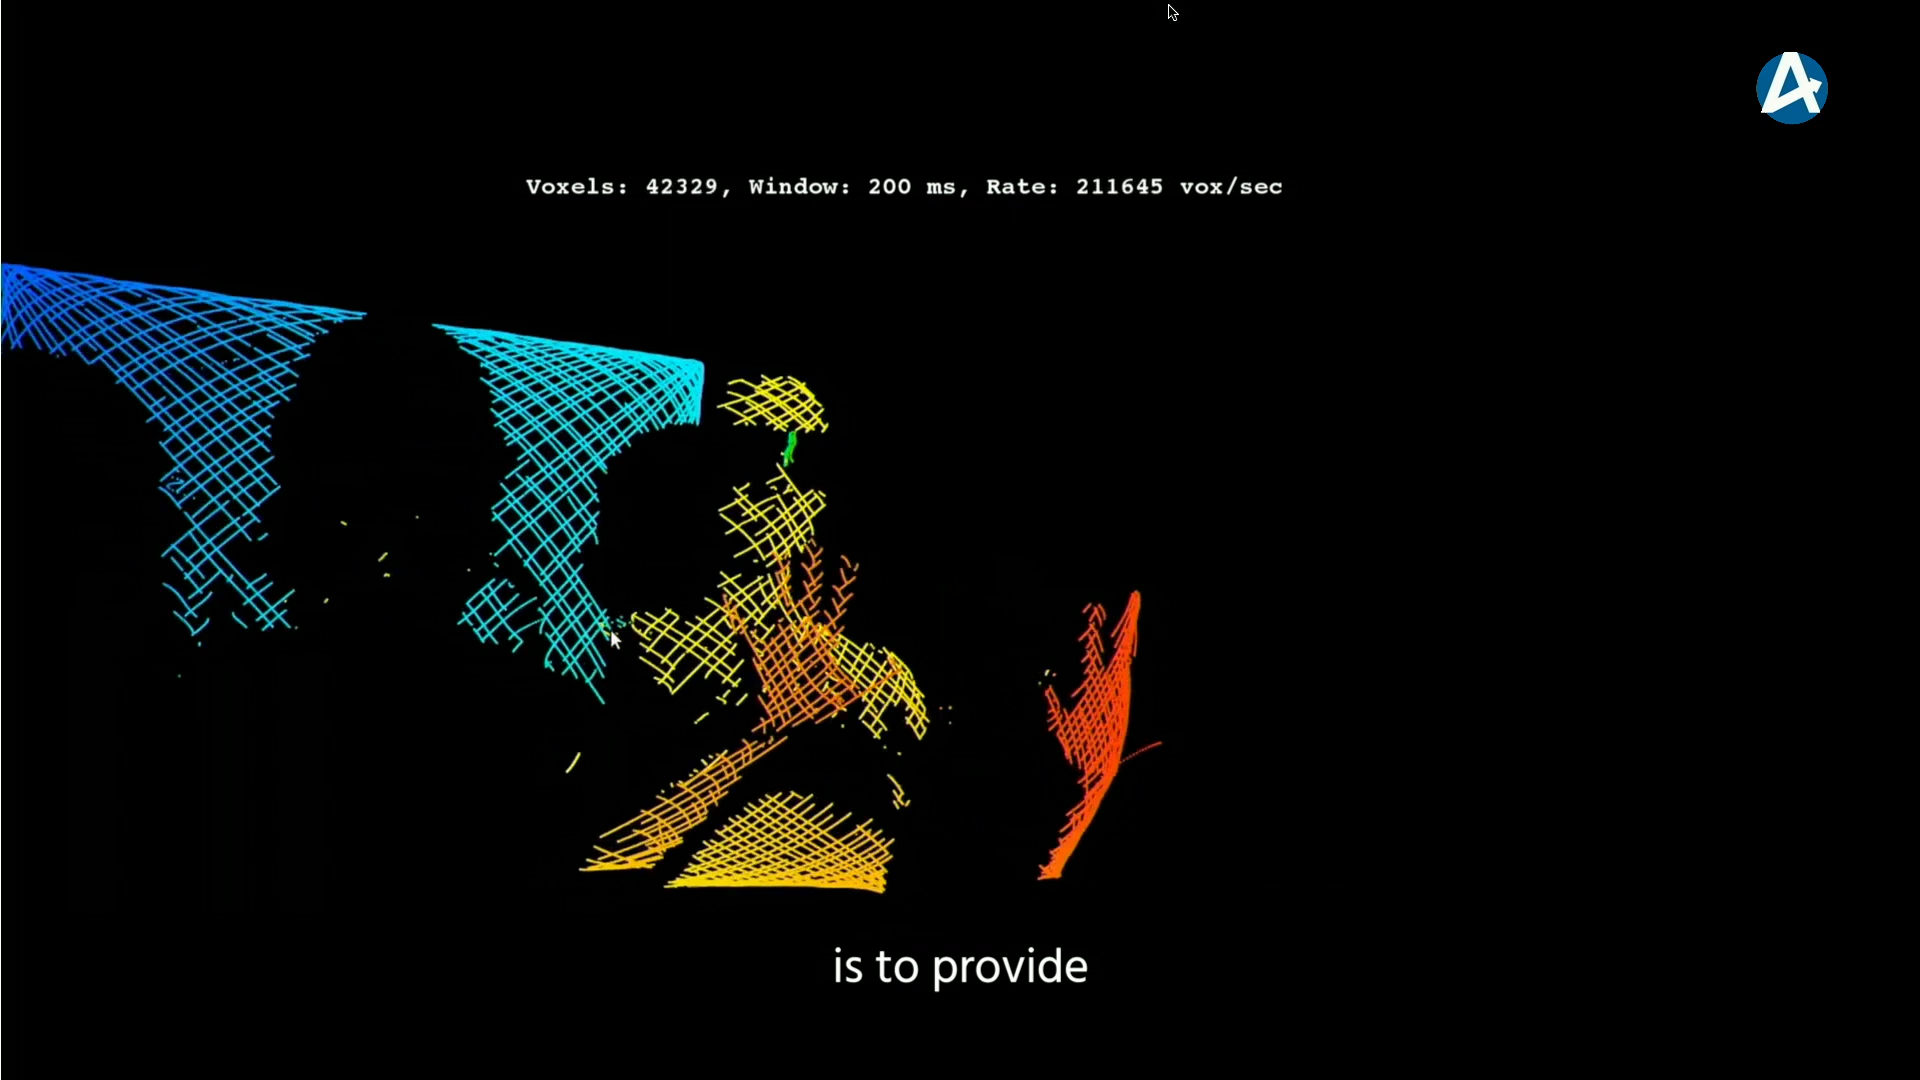 Voxels: 42329, Window: 200 ms, Rate: 211645 vox/sec
is to provide